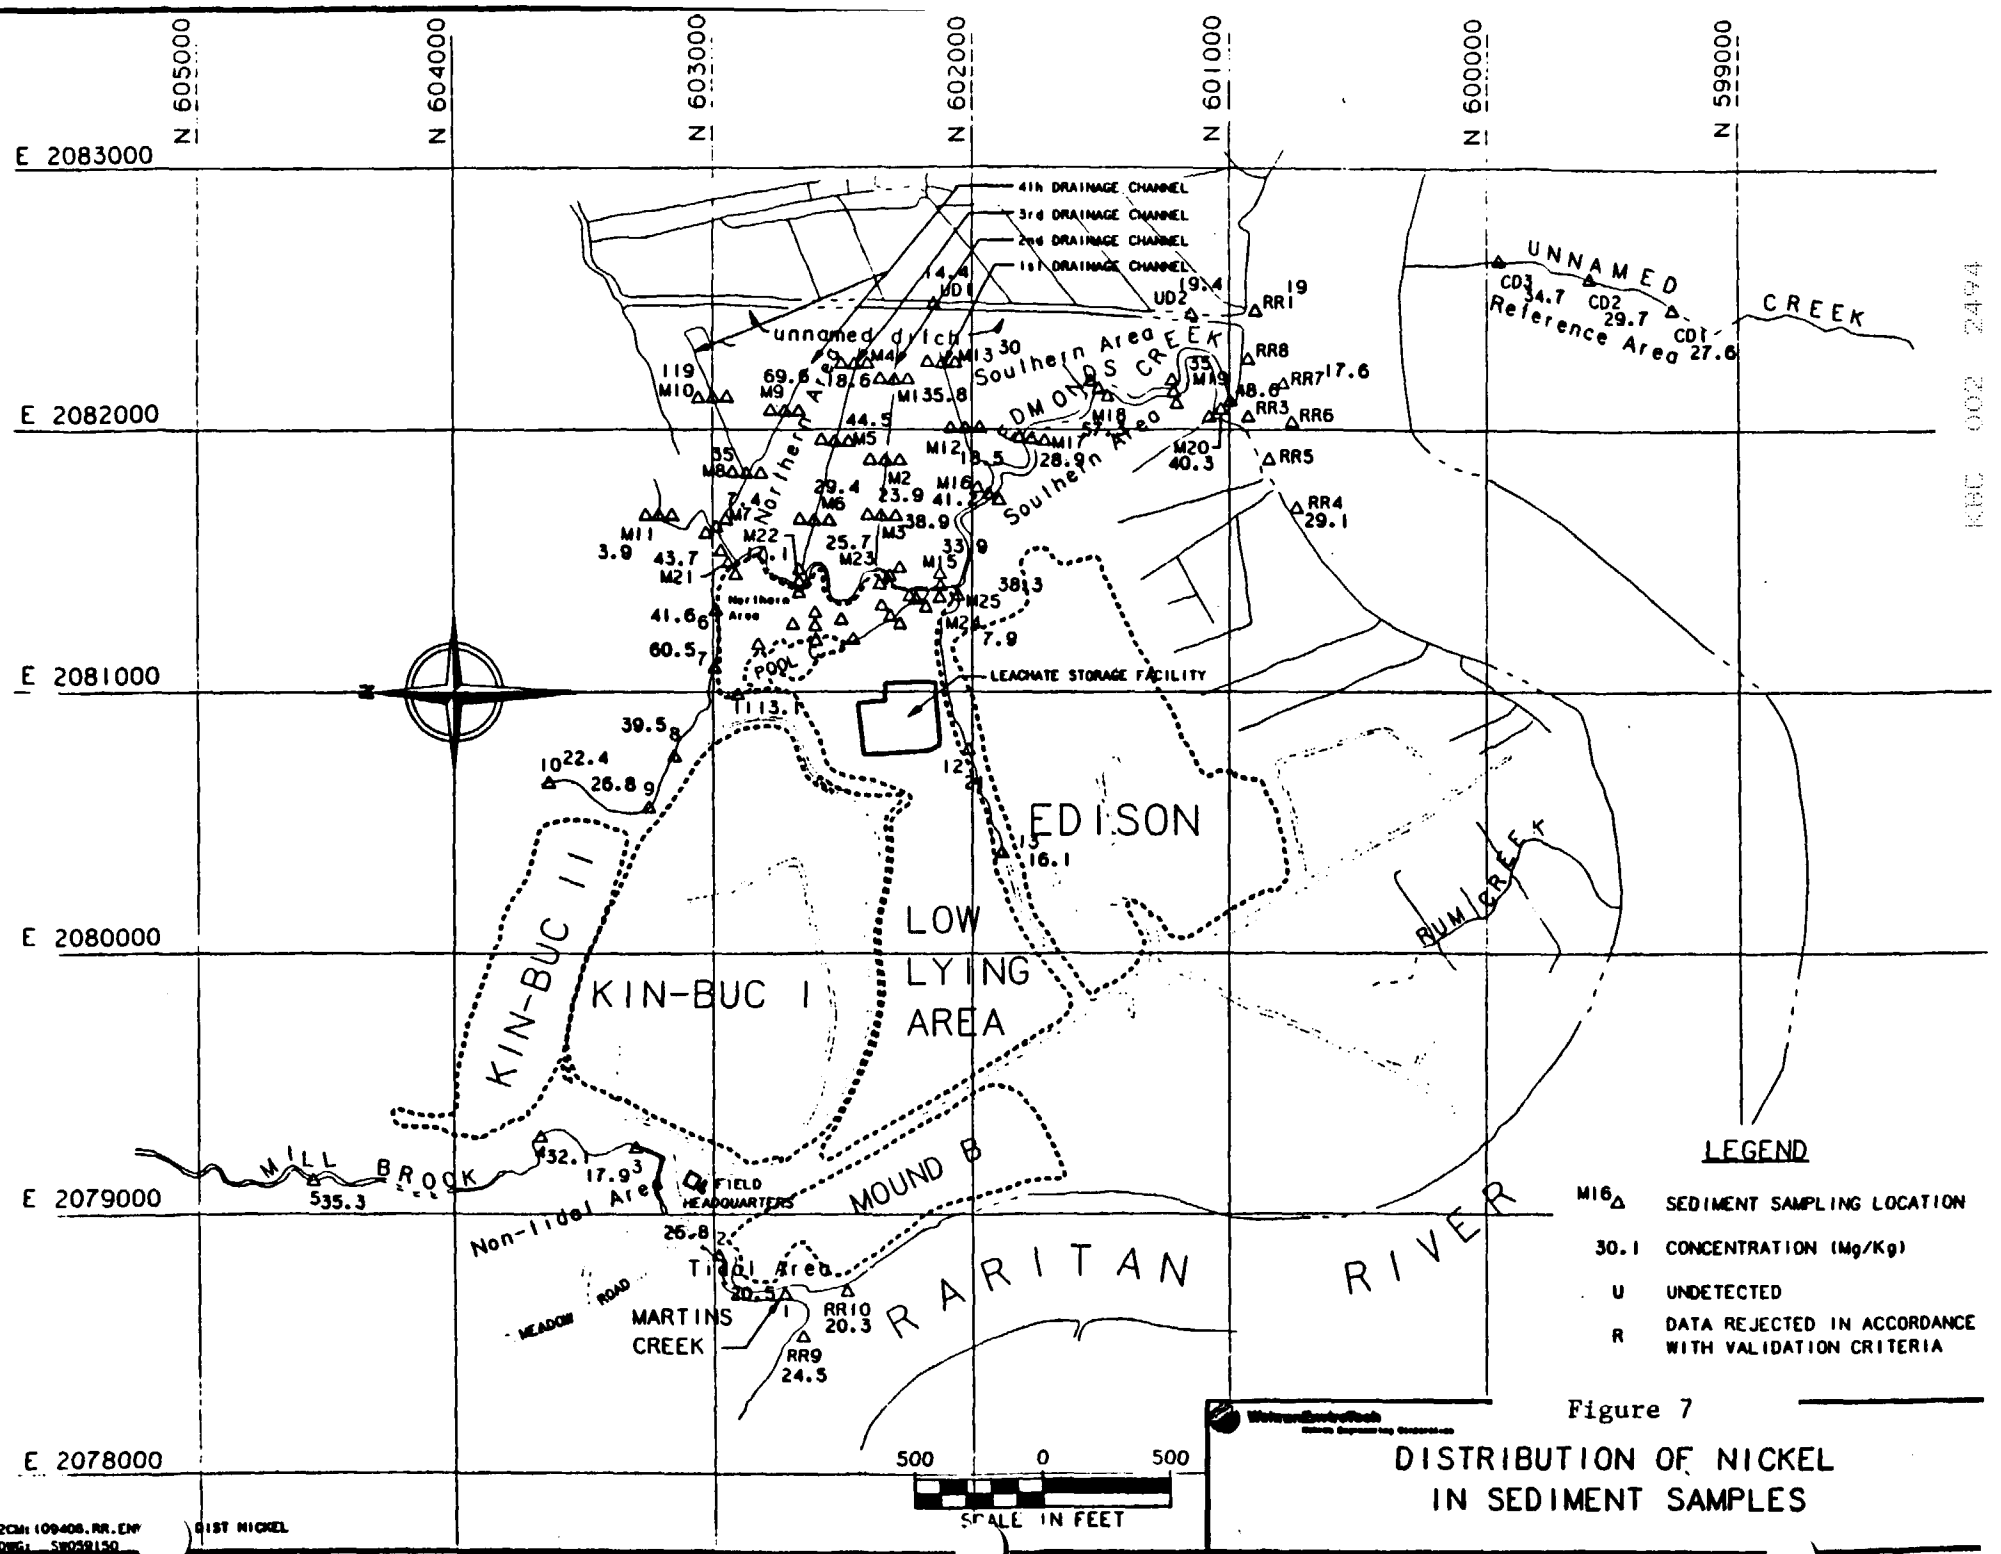 N 605000
N 604000
N 603000
N 602000
N 601000
N 600000
N 599000
E 2083000
4th DRAINAGE CHANNEL
3rd DRAINAGE CHANNEL
2nd DRAINAGE CHANNEL
1st DRAINAGE CHANNEL
14.4
UD1
19.4
UD2
19
RR1
UNNAMED
CREEK
CD3
34.7
CD2
29.7
CD1
27.6
Reference Area
KBC 002 2494
unnamed ditch
Southern Area
EDMONDS CREEK
M13 30
M4
18.6
M1 35.8
119
M10
69.6
M9
Northern Area
35
M19
48.6
RR8
RR7 17.6
RR3
RR6
E 2082000
M18
M17
28.9
M12
18.5
M20
40.3
RR5
44.5
M5
35
M8
M2
23.9
M16
41.2
Southern Area
RR4
29.1
29.4
M6
M7
M11
3.9
M22
38.9
M3
25.7
M23
33.9
M15
43.7
M21
38.3
M25
M24
7.9
Northern
Area
41.6 6
60.5 7
POOL C
E 2081000
LEACHATE STORAGE FACILITY
N
11 13.1
39.5 8
10 22.4
26.8 9
12
21
EDISON
13
16.1
KIN-BUC II
KIN-BUC I
LOW
LYING
AREA
RUM CREEK
E 2080000
MILL BROOK
5 35.3
4 32.1
17.9 3
Non-tidal Area
FIELD
HEADQUARTERS
MOUND B
E 2079000
26.8 2
Tidal Area
20.5
1
MEADOW ROAD
MARTINS
CREEK
RR10
20.3
RR9
24.5
RARITAN RIVER
LEGEND
M16 SEDIMENT SAMPLING LOCATION
30.1 CONCENTRATION (Mg/Kg)
U UNDETECTED
R DATA REJECTED IN ACCORDANCE
WITH VALIDATION CRITERIA
E 2078000
500 0 500
SCALE IN FEET
Figure 7
DISTRIBUTION OF NICKEL
IN SEDIMENT SAMPLES
DIST NICKEL